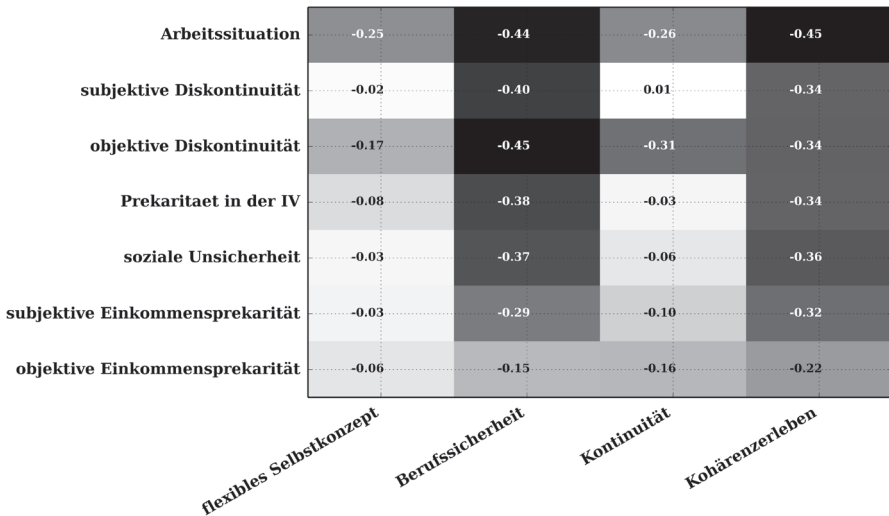 Arbeitssituation -0.25 -0.44 -0.26 -0.45
subjektive Diskontinuität -0.02 -0.40 0.01 -0.34
objektive Diskontinuität -0.17 -0.45 -0.31 -0.34
Prekaritaet in der IV -0.08 -0.38 -0.03 -0.34
soziale Unsicherheit -0.03 -0.37 -0.06 -0.36
subjektive Einkommensprekarität -0.03 -0.29 -0.10 -0.32
objektive Einkommensprekarität -0.06 -0.15 -0.16 -0.22
flexibles Selbstkonzept
Berufssicherheit
Kontinuität
Kohärenzerleben